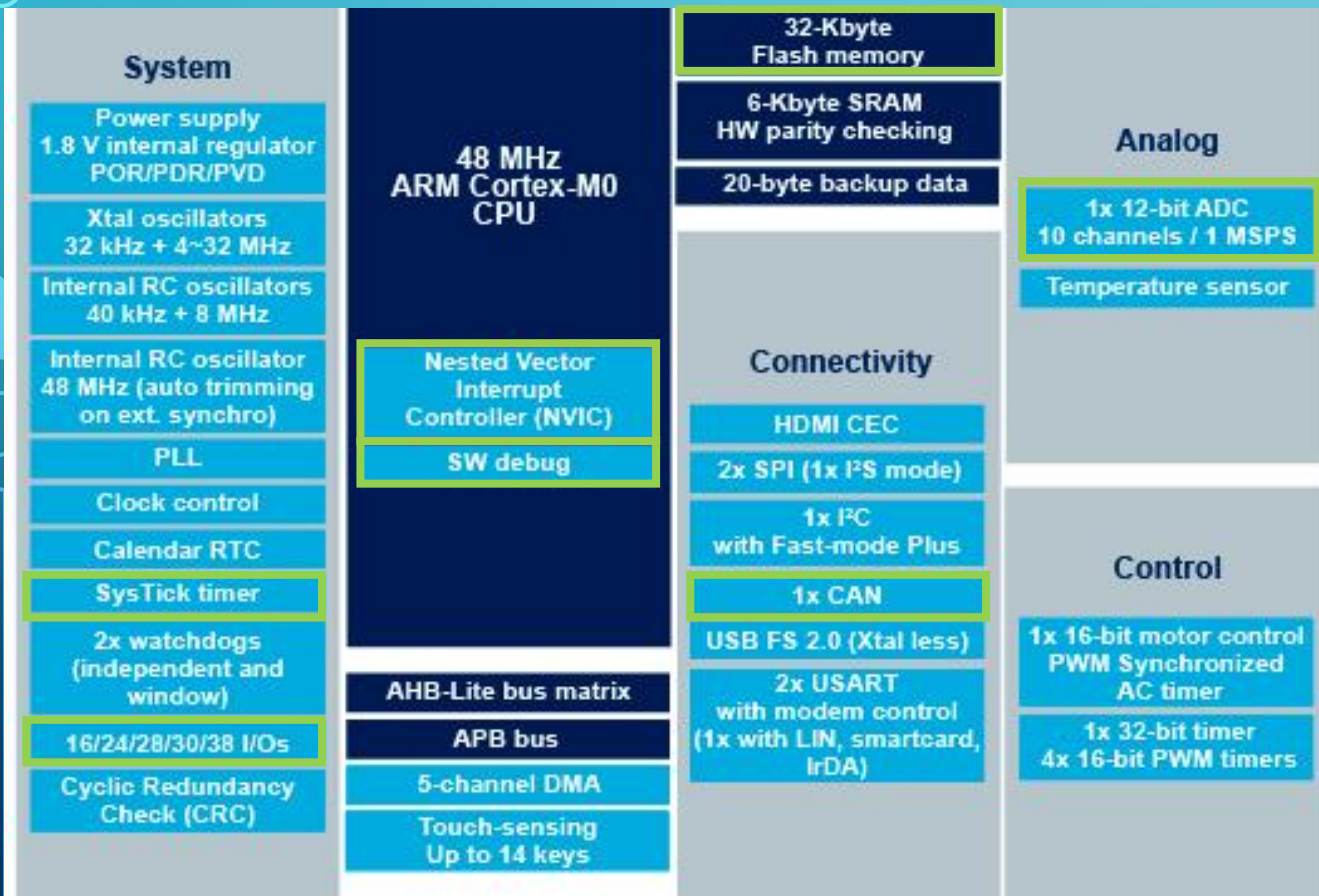 System
Power supply
1.8 V internal regulator
POR/PDR/PVD
Xtal oscillators
32 kHz + 4~32 MHz
Internal RC oscillators
40 kHz + 8 MHz
Internal RC oscillator
48 MHz (auto trimming
on ext. synchro)
PLL
Clock control
Calendar RTC
SysTick timer
2x watchdogs
(independent and
window)
16/24/28/30/38 I/Os
Cyclic Redundancy
Check (CRC)
48 MHz
ARM Cortex-M0
CPU
Nested Vector
Interrupt
Controller (NVIC)
SW debug
AHB-Lite bus matrix
APB bus
5-channel DMA
Touch-sensing
Up to 14 keys
32-Kbyte
Flash memory
6-Kbyte SRAM
HW parity checking
20-byte backup data
Connectivity
HDMI CEC
2x SPI (1x I²S mode)
1x I²C
with Fast-mode Plus
1x CAN
USB FS 2.0 (Xtal less)
2x USART
with modem control
(1x with LIN, smartcard,
IrDA)
Analog
1x 12-bit ADC
10 channels / 1 MSPS
Temperature sensor
Control
1x 16-bit motor control
PWM Synchronized
AC timer
1x 32-bit timer
4x 16-bit PWM timers